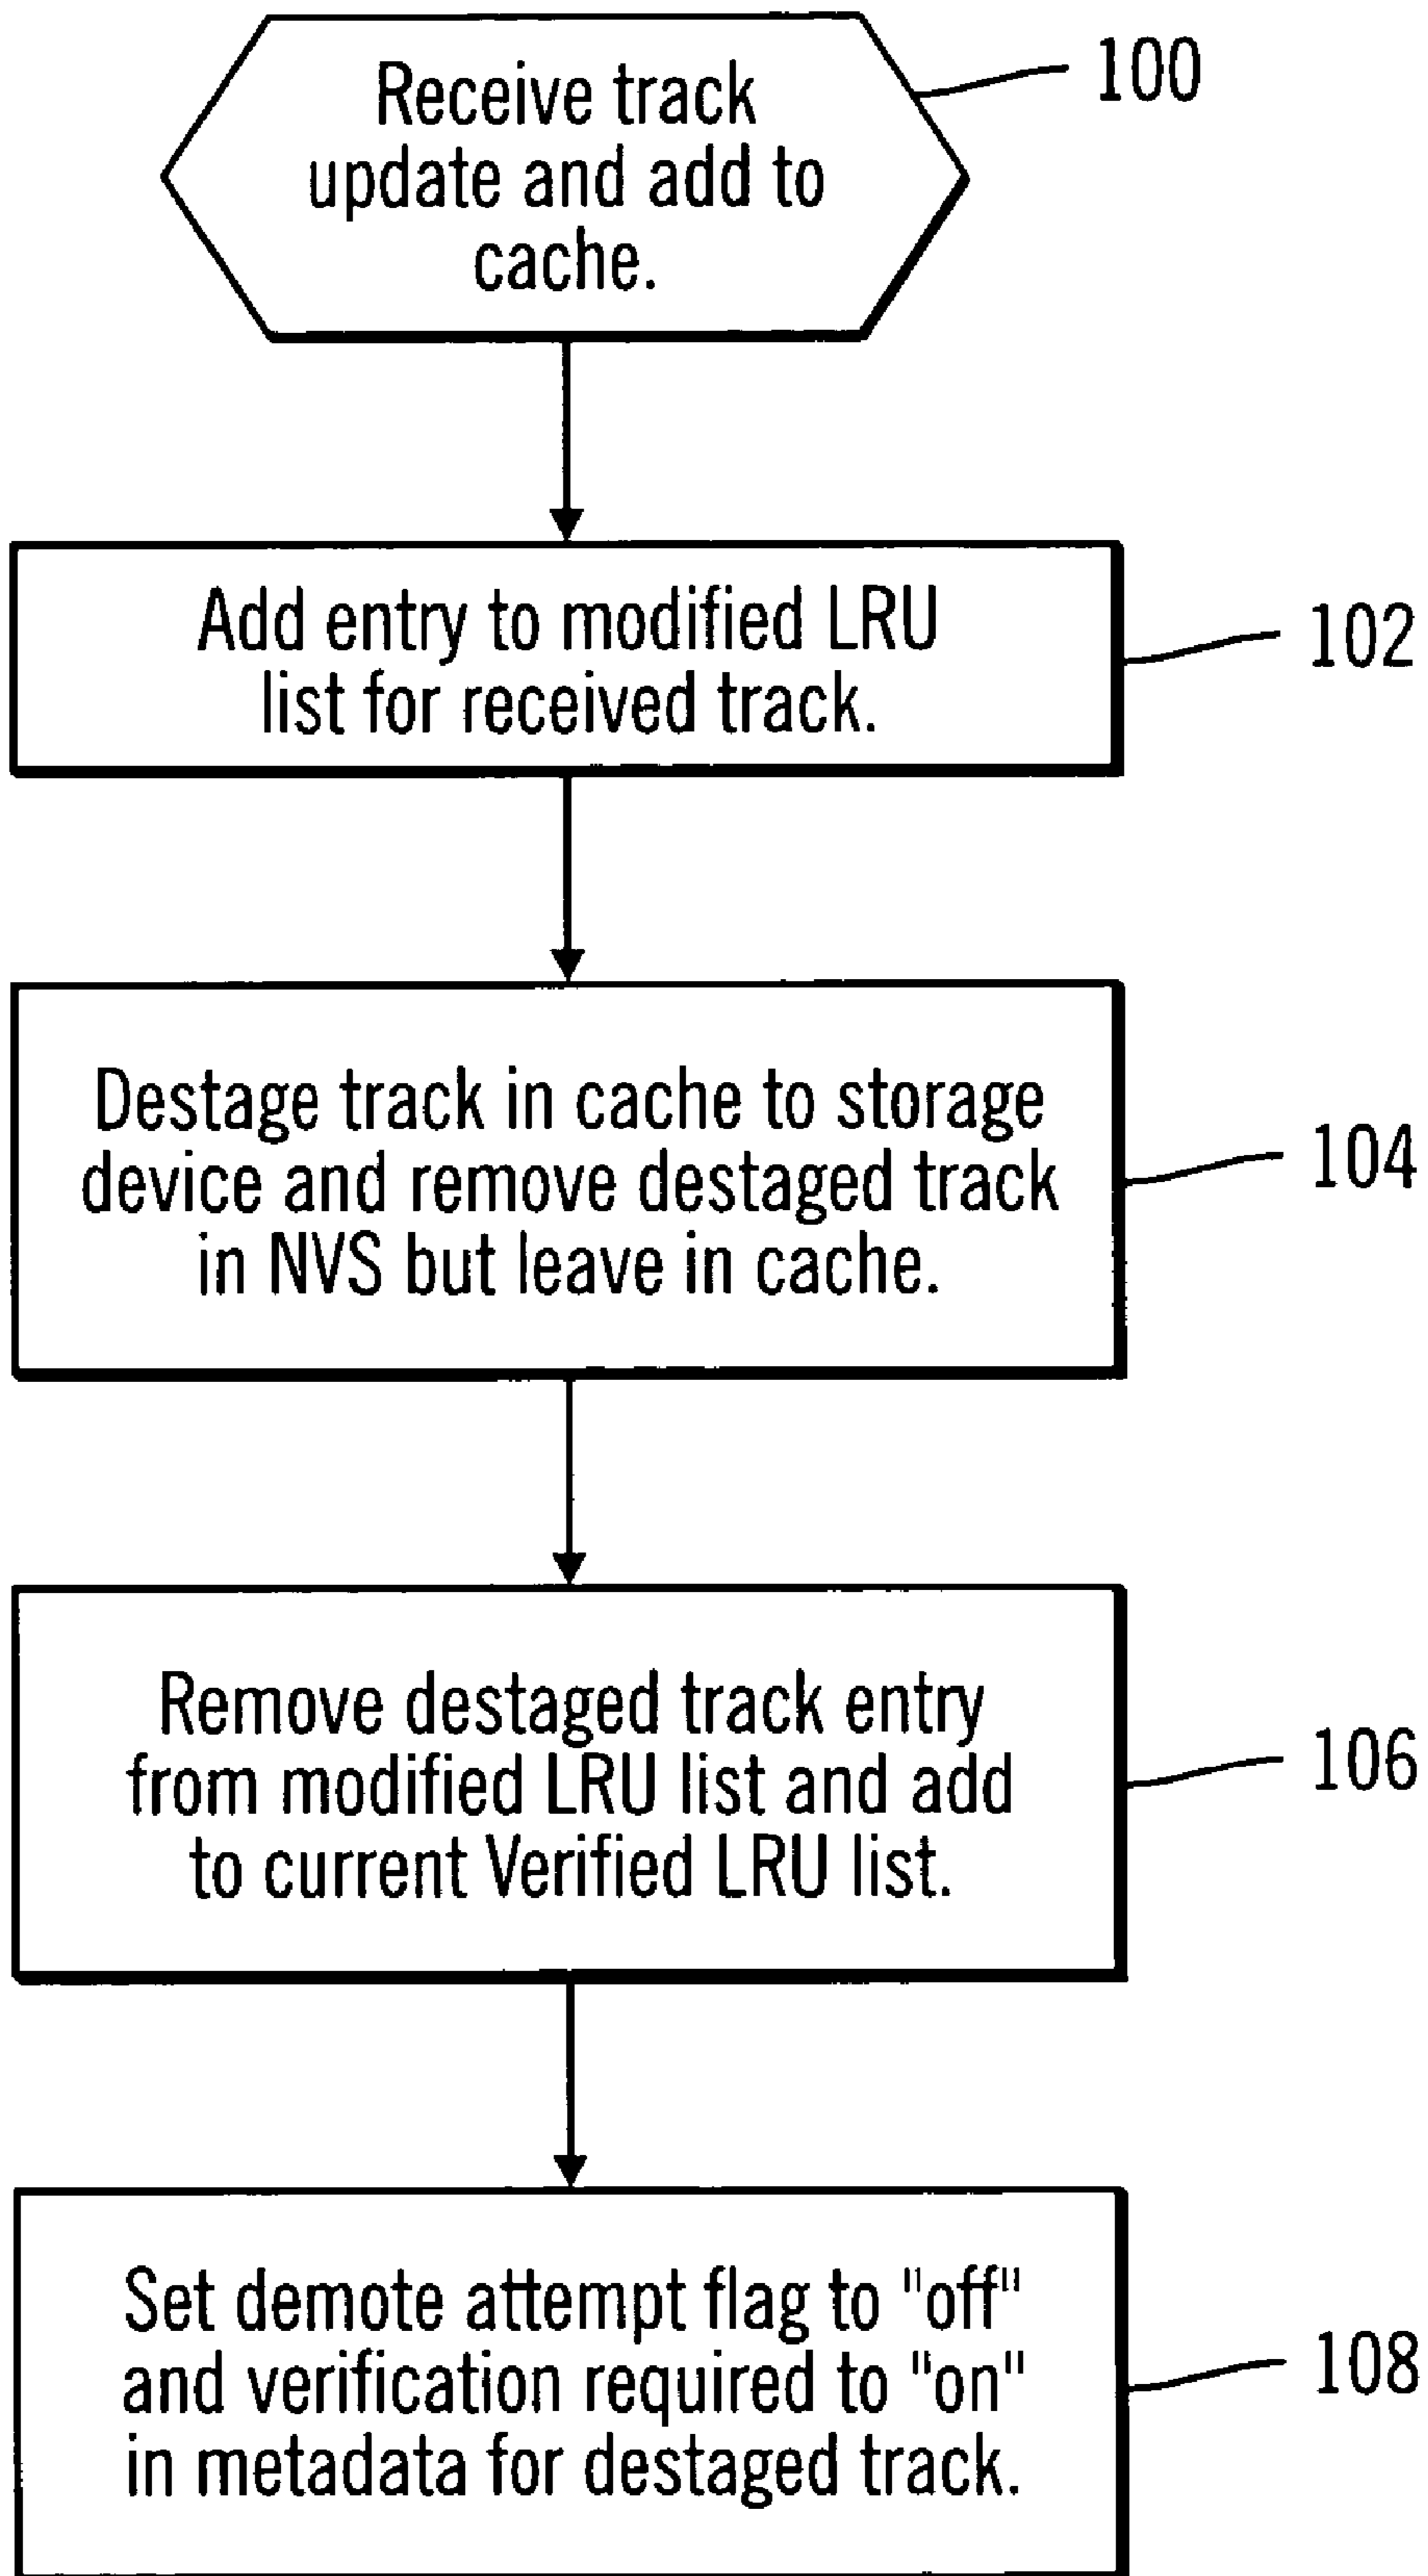 Receive track
update and add to
cache.
100
Add entry to modified LRU
list for received track.
102
Destage track in cache to storage
device and remove destaged track
in NVS but leave in cache.
104
Remove destaged track entry
from modified LRU list and add
to current Verified LRU list.
106
Set demote attempt flag to "off"
and verification required to "on"
in metadata for destaged track.
108